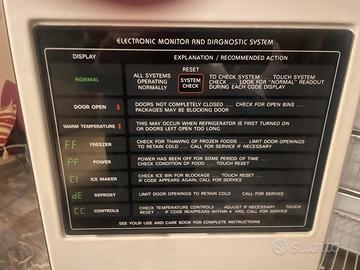 ELECTRONIC MONITOR AND DIAGNOSTIC SYSTEM
DISPLAY
EXPLANATION / RECOMMENDED ACTION
RESET
NORMAL
ALL SYSTEMS
OPERATING
NORMALLY
SYSTEM
CHECK
TO CHECK SYSTEM .... TOUCH SYSTEM
CHECK ... LOOK FOR "NORMAL" READOUT
DURING EACH CODE DISPLAY
DOOR OPEN
DOORS NOT COMPLETELY CLOSED .... CHECK FOR OPEN BINS ....
PACKAGES MAY BE BLOCKING DOOR
WARM TEMPERATURE
THIS MAY OCCUR WHEN REFRIGERATOR IS FIRST TURNED ON
OR DOORS LEFT OPEN TOO LONG
FF FREEZER
CHECK FOR THAWING OF FROZEN FOODS .... LIMIT DOOR OPENINGS
TO RETAIN COLD .... CALL FOR SERVICE IF NECESSARY
PF POWER
POWER HAS BEEN OFF FOR SOME PERIOD OF TIME ....
CHECK CONDITION OF FOOD .... TOUCH RESET
CI ICE MAKER
CHECK ICE BIN FOR BLOCKAGE .... TOUCH RESET ....
IF CODE APPEARS AGAIN, CALL FOR SERVICE
dE DEFROST
LIMIT DOOR OPENINGS TO RETAIN COLD .... CALL FOR SERVICE
CC CONTROLS
CHECK TEMPERATURE CONTROLS .... ADJUST IF NECESSARY .... TOUCH
RESET .... IF CODE REAPPEARS WITHIN 4 HRS, CALL FOR SERVICE
SEE YOUR USE AND CARE BOOK FOR COMPLETE INSTRUCTIONS
Subito